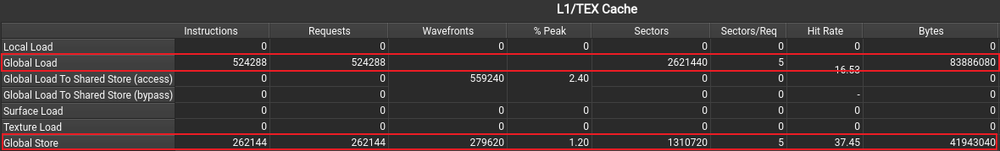 L1/TEX Cache
Instructions Requests Wavefronts % Peak Sectors Sectors/Req Hit Rate Bytes
Local Load 0 0 0 0 0 0 0 0
Global Load 524288 524288 2621440 5 16.53 83886080
Global Load To Shared Store (access) 0 0 559240 2.40 0 0 0
Global Load To Shared Store (bypass) 0 0 0 0 - 0
Surface Load 0 0 0 0 0 0 0 0
Texture Load 0 0 0 0 0 0 0 0
Global Store 262144 262144 279620 1.20 1310720 5 37.45 41943040